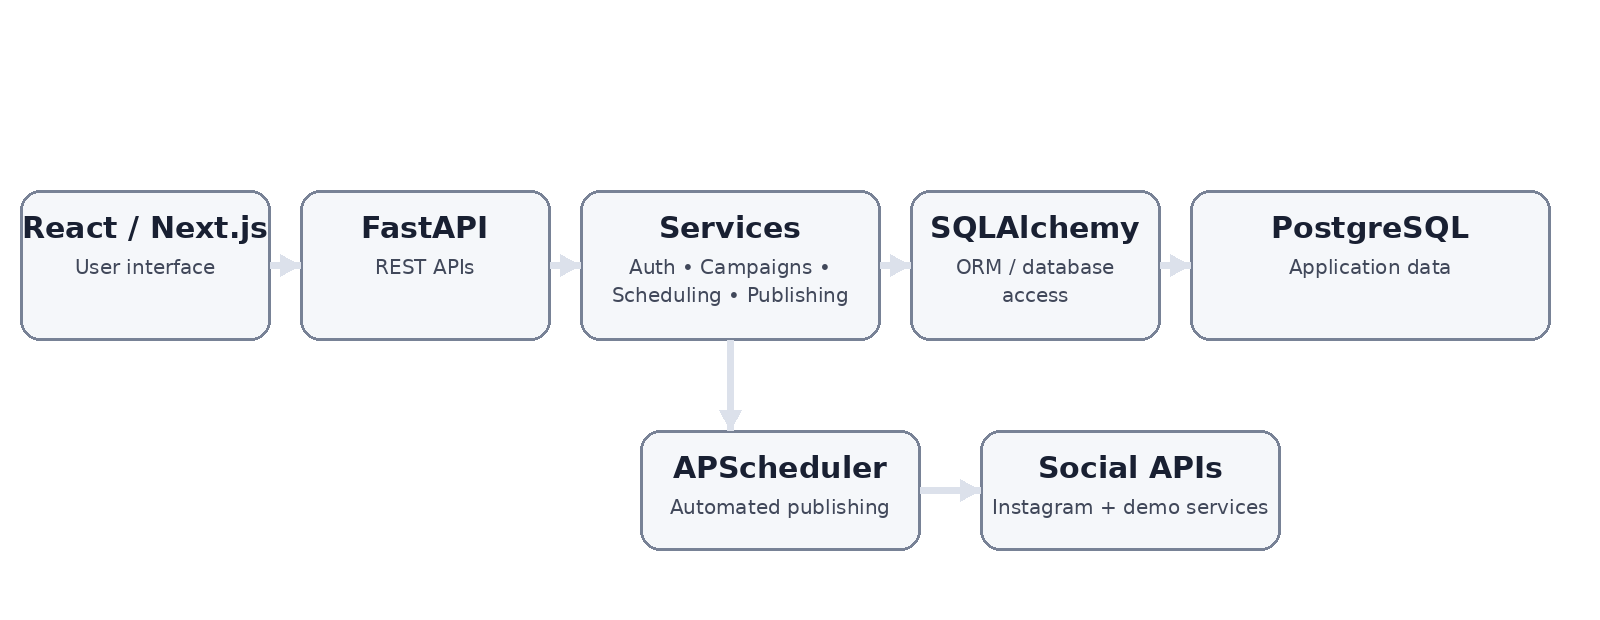 React / Next.js
User interface
FastAPI
REST APIs
Services
Auth • Campaigns •
Scheduling • Publishing
SQLAlchemy
ORM / database
access
PostgreSQL
Application data
APScheduler
Automated publishing
Social APIs
Instagram + demo services